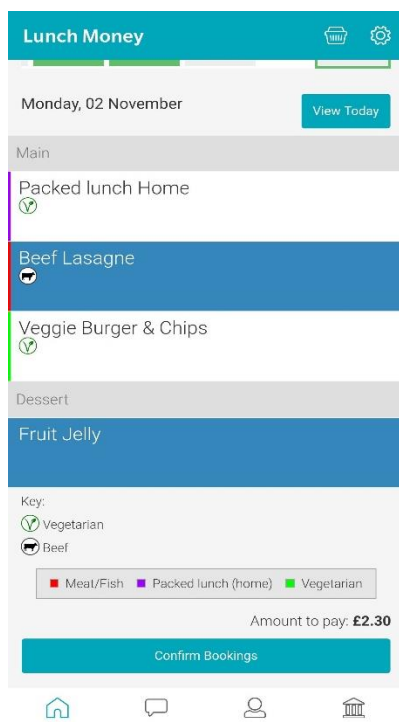 Lunch Money
Monday, 02 November
View Today
Main
Packed lunch Home
Beef Lasagne
Veggie Burger & Chips
Dessert
Fruit Jelly
Key:
Vegetarian
Beef
Meat/Fish Packed lunch (home) Vegetarian
Amount to pay: £2.30
Confirm Bookings